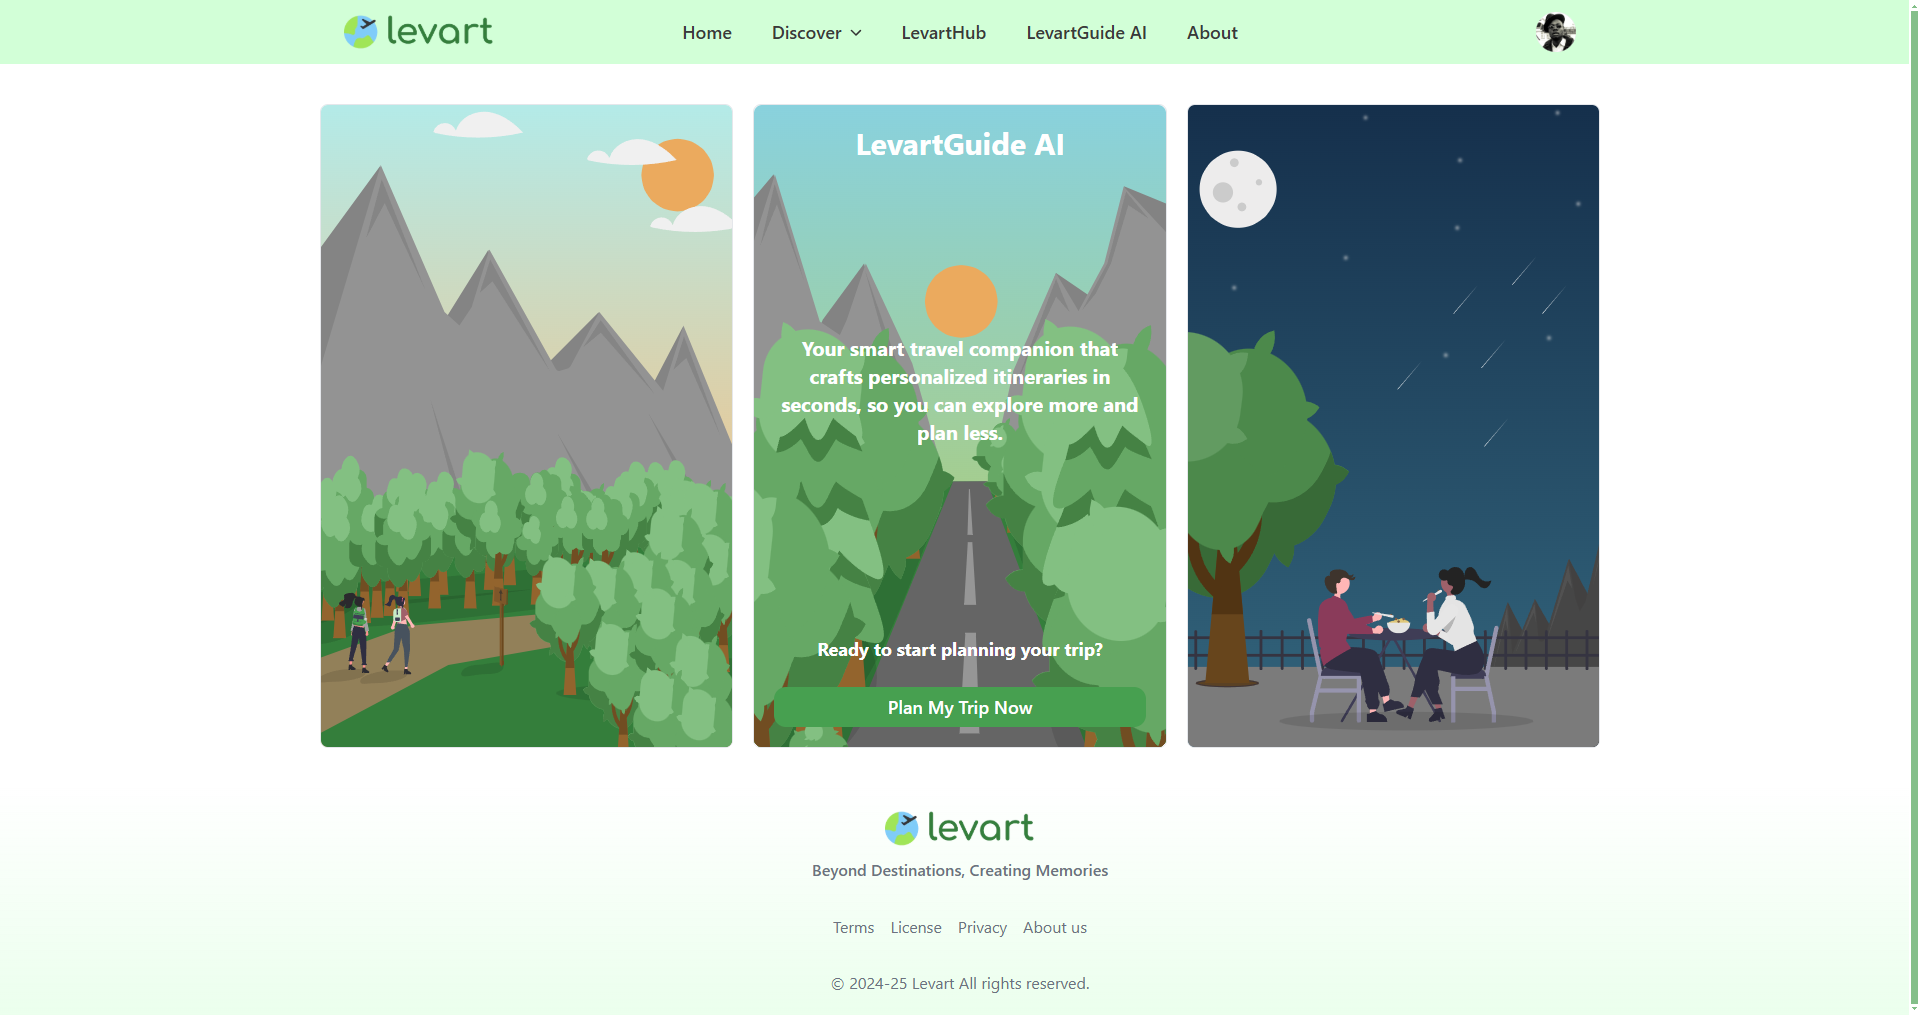 levart
Home
Discover
LevartHub
LevartGuide AI
About
LevartGuide AI
Your smart travel companion that
crafts personalized itineraries in
seconds, so you can explore more and
plan less.
Ready to start planning your trip?
Plan My Trip Now
levart
Beyond Destinations, Creating Memories
Terms
License
Privacy
About us
© 2024-25 Levart All rights reserved.